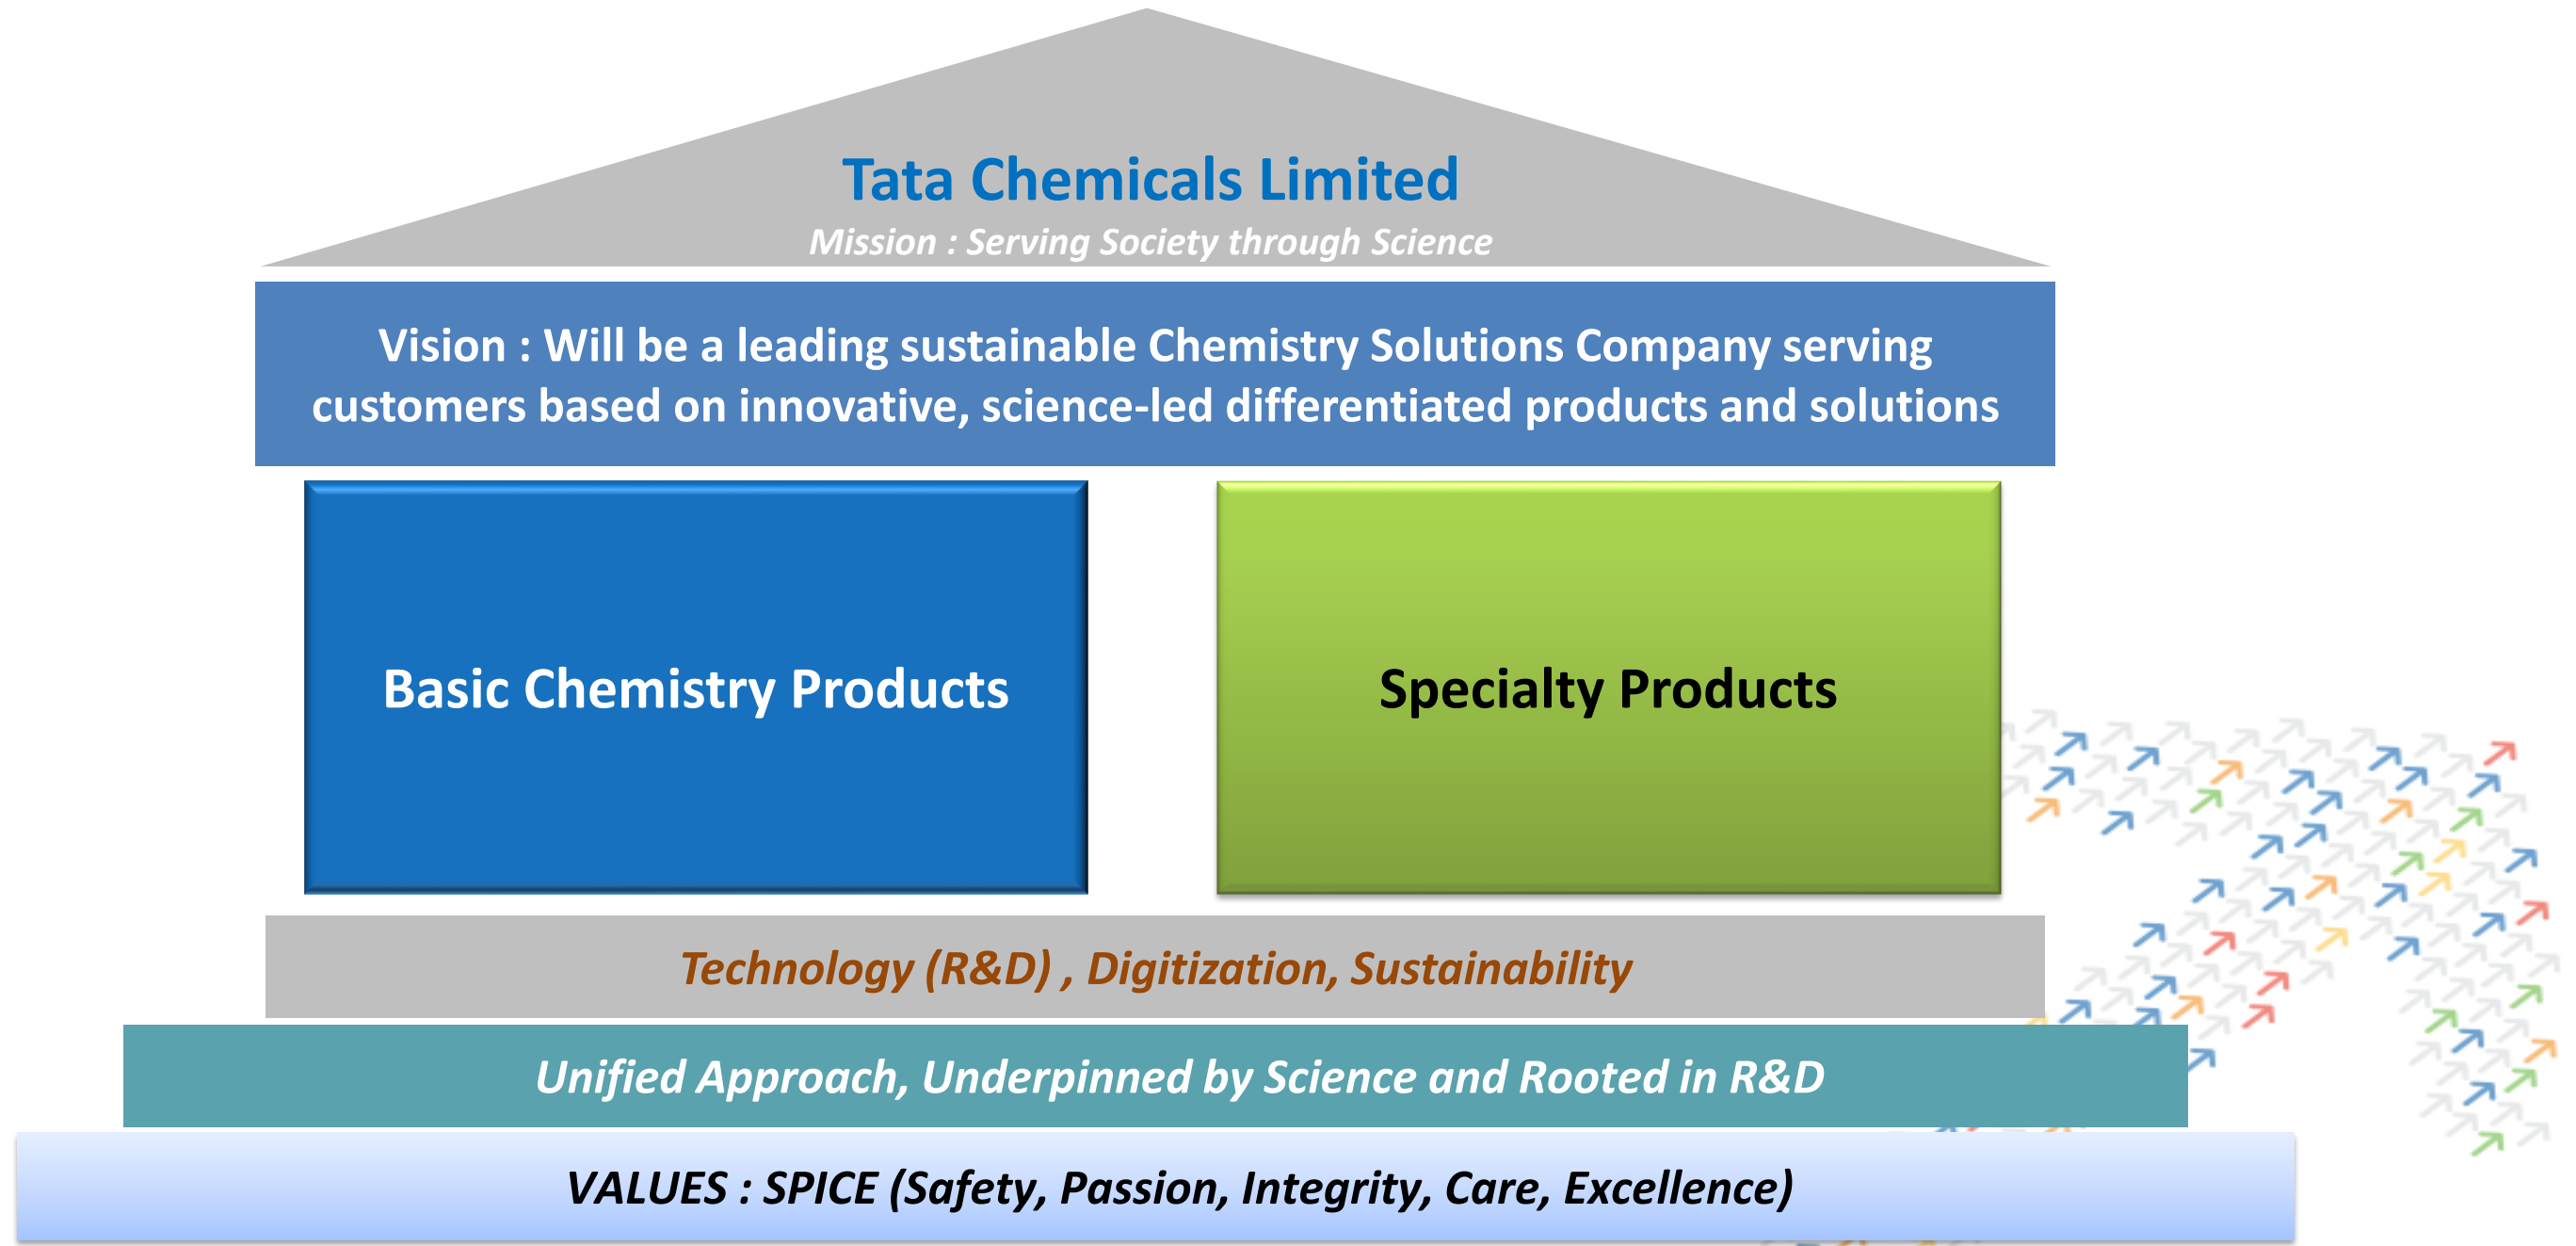 Tata Chemicals Limited
Mission : Serving Society through Science
Vision : Will be a leading sustainable Chemistry Solutions Company serving
customers based on innovative, science-led differentiated products and solutions
Basic Chemistry Products
Specialty Products
Technology (R&D) , Digitization, Sustainability
Unified Approach, Underpinned by Science and Rooted in R&D
VALUES : SPICE (Safety, Passion, Integrity, Care, Excellence)